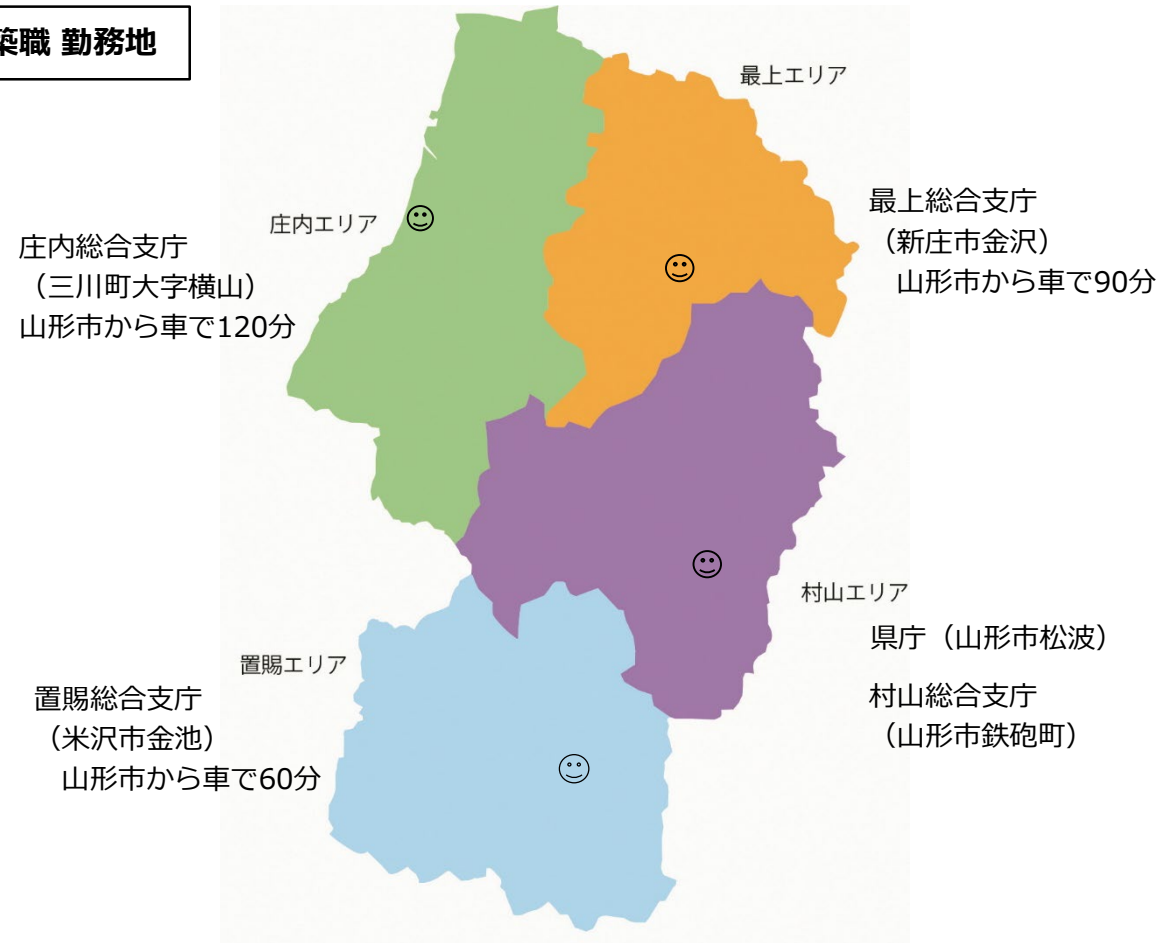 築職 勤務地
最上エリア
最上総合支庁
（新庄市金沢）
山形市から車で90分
庄内エリア
庄内総合支庁
（三川町大字横山）
山形市から車で120分
村山エリア
県庁（山形市松波）
村山総合支庁
（山形市鉄砲町）
置賜エリア
置賜総合支庁
（米沢市金池）
山形市から車で60分